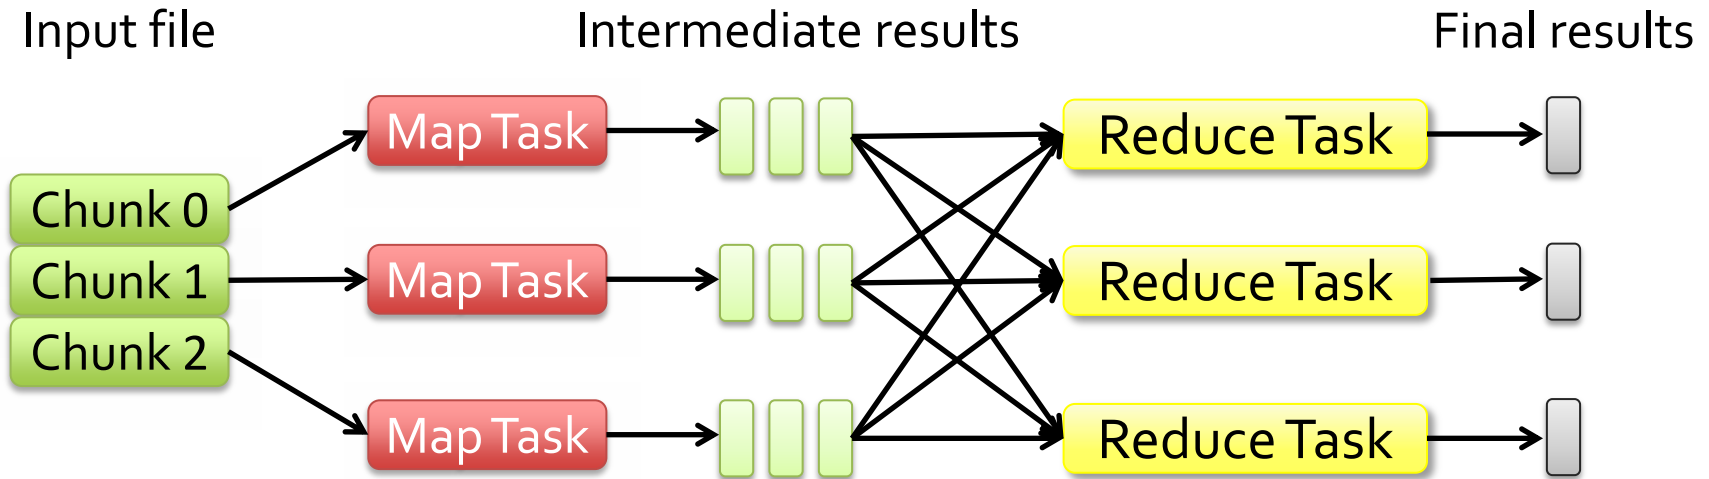 Input file
Intermediate results
Final results
Chunk 0
Chunk 1
Chunk 2
Map Task
Map Task
Map Task
Reduce Task
Reduce Task
Reduce Task